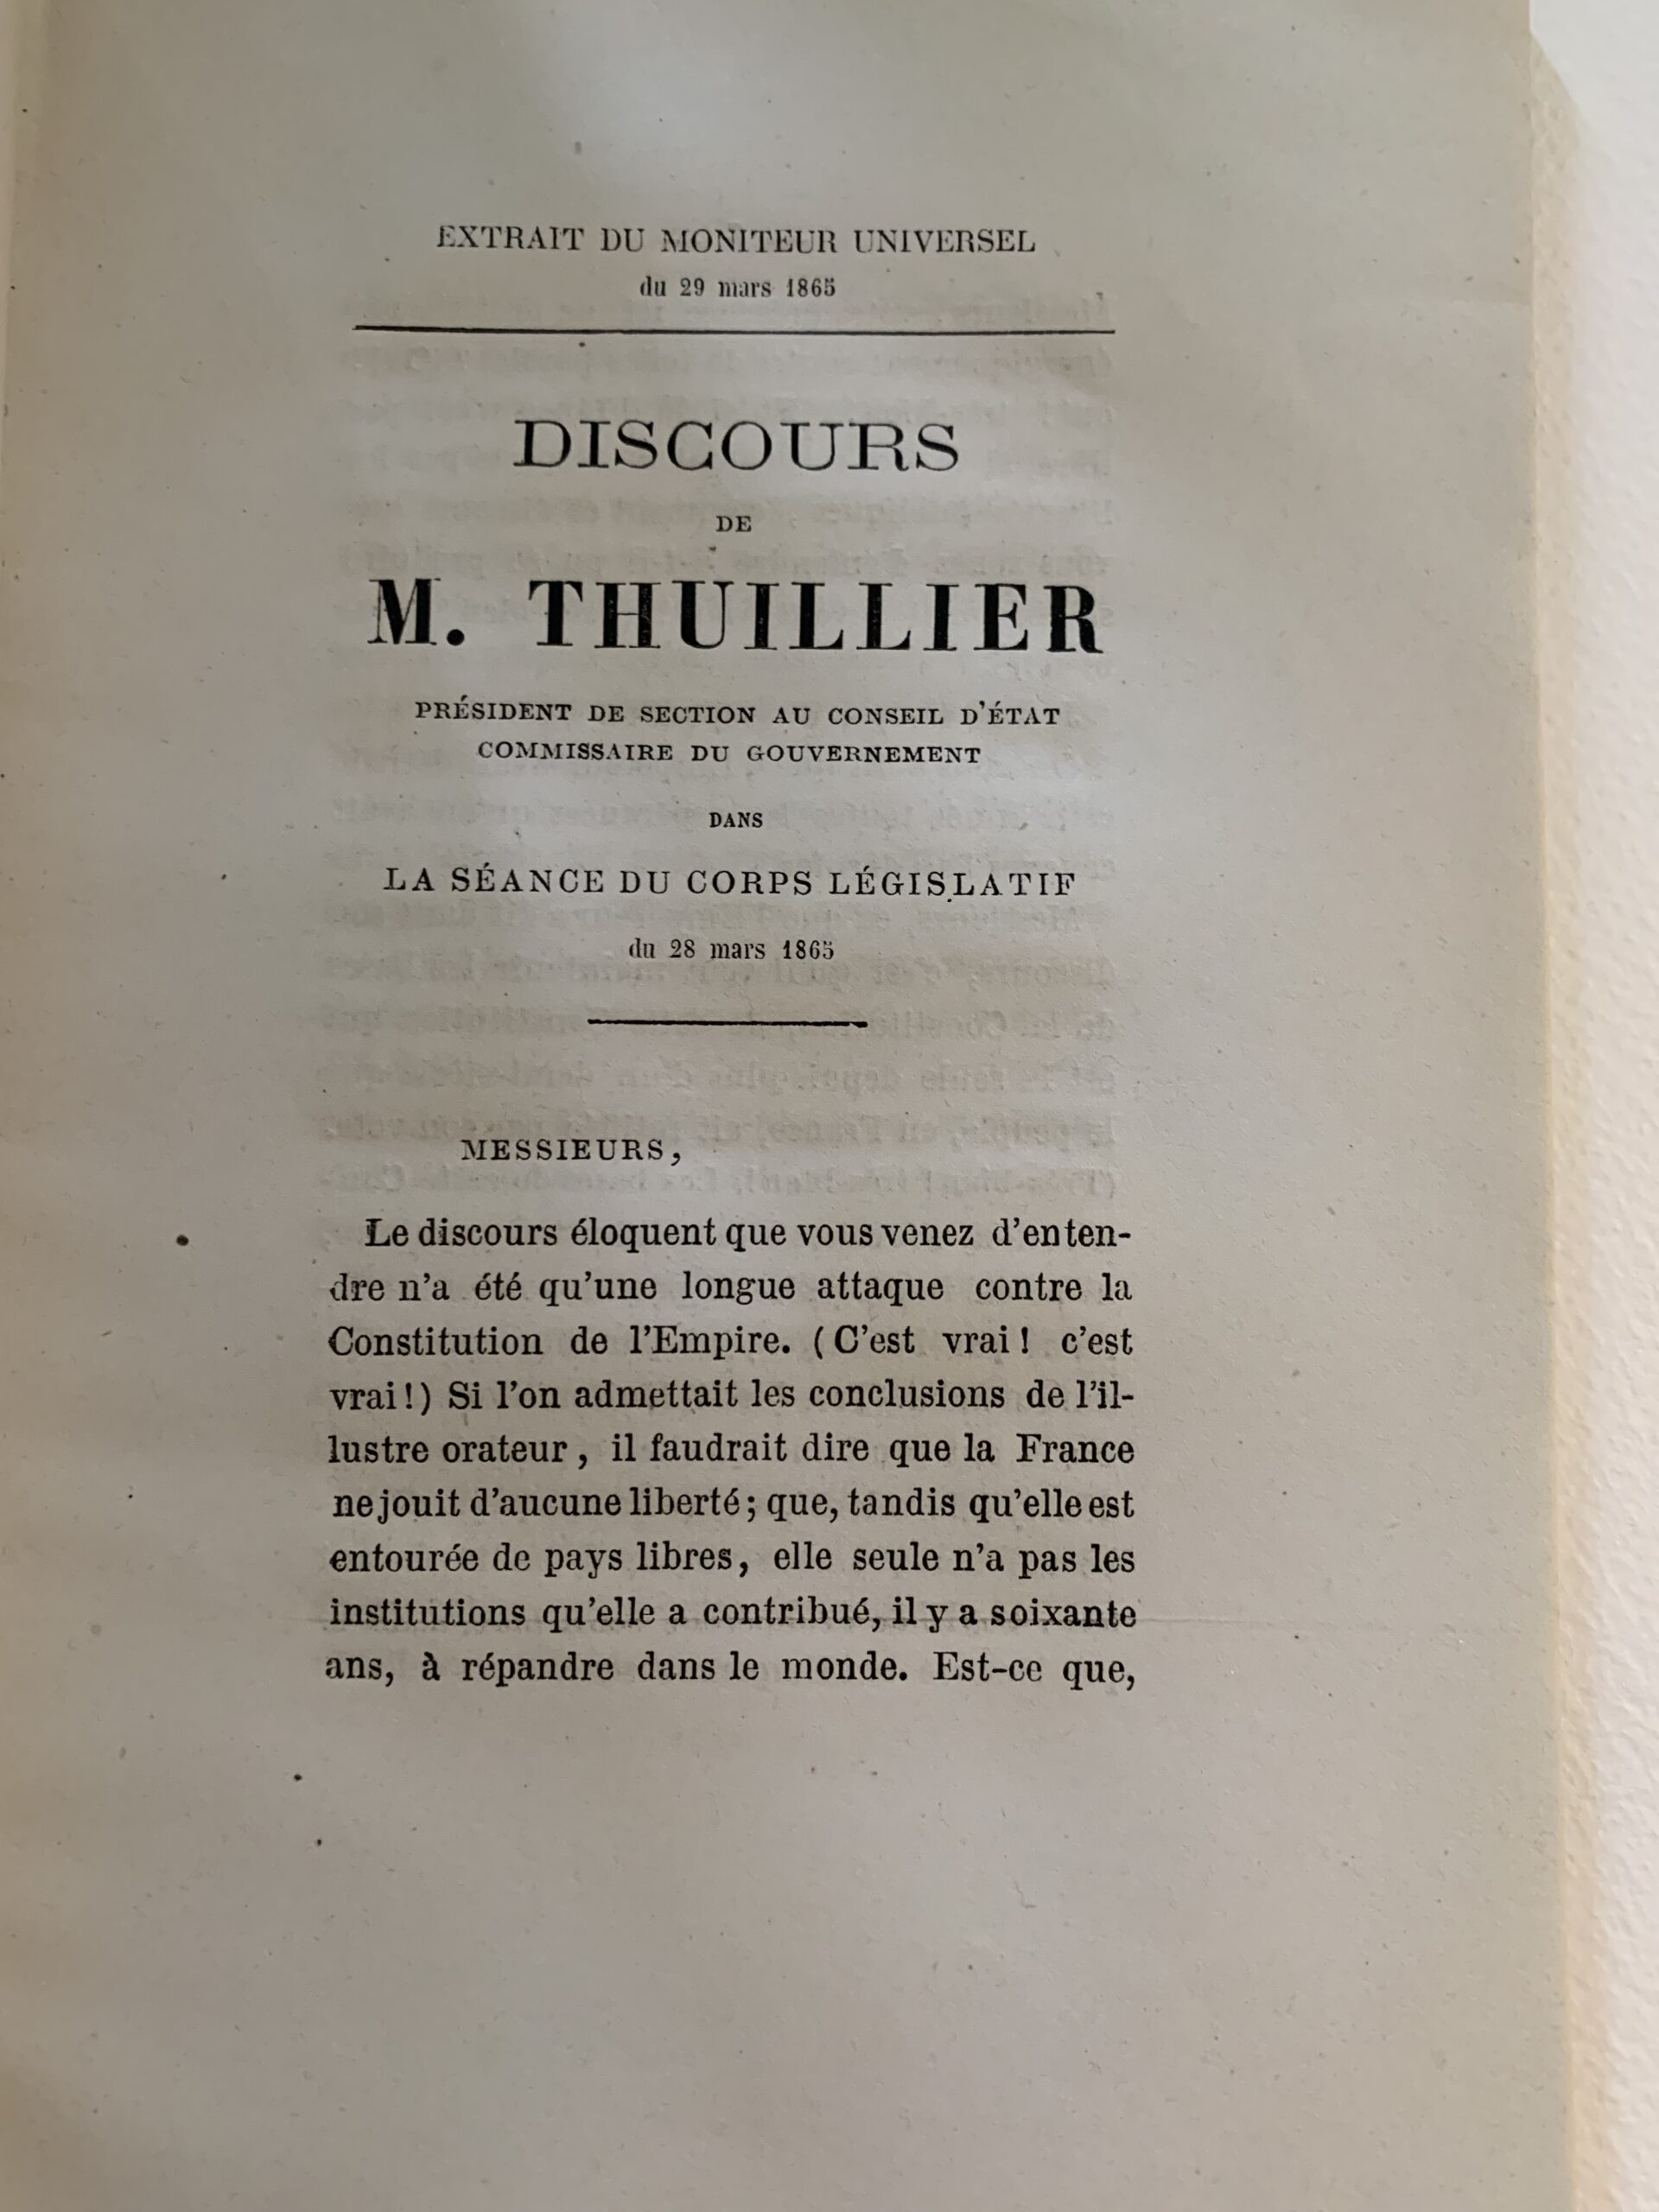 EXTRAIT DU MONITEUR UNIVERSEL
du 29 mars 1865
DISCOURS
DE
M. THUILLIER
PRÉSIDENT DE SECTION AU CONSEIL D'ÉTAT
COMMISSAIRE DU GOUVERNEMENT
DANS
LA SÉANCE DU CORPS LÉGISLATIF
du 28 mars 1865
MESSIEURS,
Le discours éloquent que vous venez d'enten-
dre n'a été qu'une longue attaque contre la
Constitution de l'Empire. (C'est vrai! c'est
vrai!) Si l'on admettait les conclusions de l'il-
lustre orateur, il faudrait dire que la France
ne jouit d'aucune liberté; que, tandis qu'elle est
entourée de pays libres, elle seule n'a pas les
institutions qu'elle a contribué, il y a soixante
ans, à répandre dans le monde. Est-ce que,